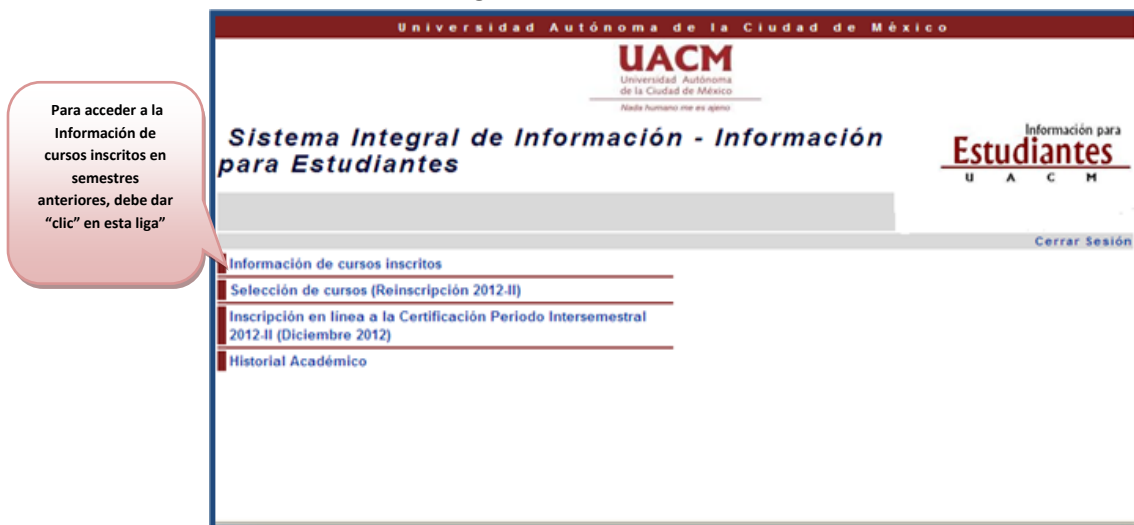 Universidad Autónoma de la Ciudad de México
UACM
Universidad Autónoma
de la Ciudad de México
Nada humano me es ajeno
Para acceder a la
Información de
cursos inscritos en
semestres
anteriores, debe dar
“clic” en esta liga”
Sistema Integral de Información - Información
para Estudiantes
Información para
Estudiantes
U A C M
Cerrar Sesión
Información de cursos inscritos
Selección de cursos (Reinscripción 2012-II)
Inscripción en línea a la Certificación Periodo Intersemestral
2012-II (Diciembre 2012)
Historial Académico